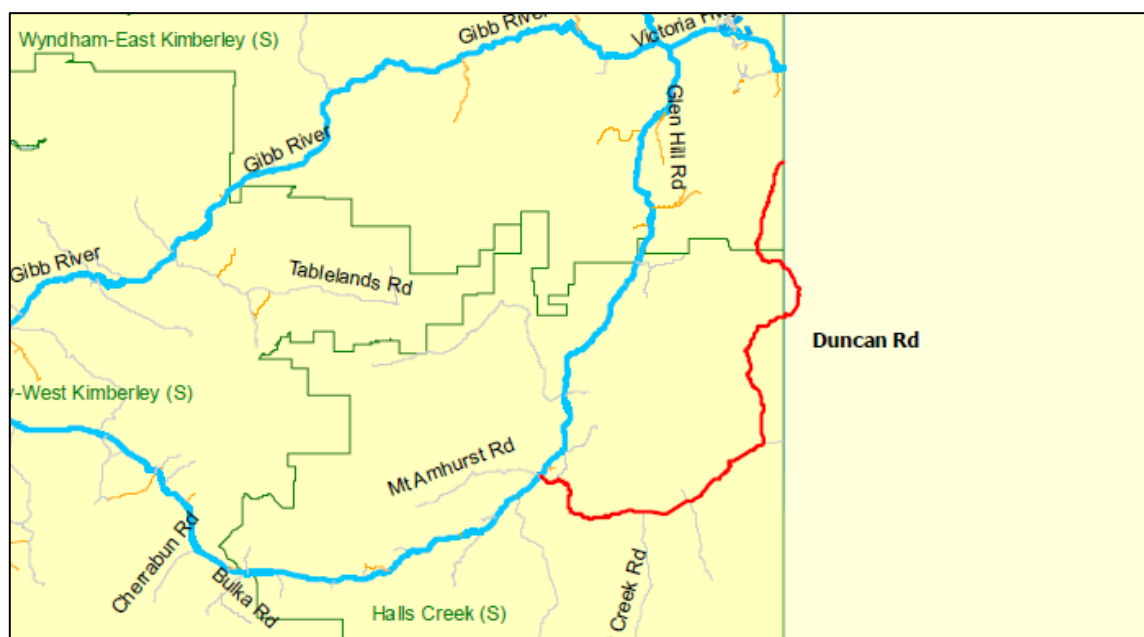 Wyndham-East Kimberley (S)
Gibb River
Victoria
Glen Hill Rd
Gibb River
Gibb River
Tablelands Rd
Duncan Rd
y-West Kimberley (S)
Mt Amhurst Rd
Cherrabun Rd
Bulka Rd
Creek Rd
Halls Creek (S)